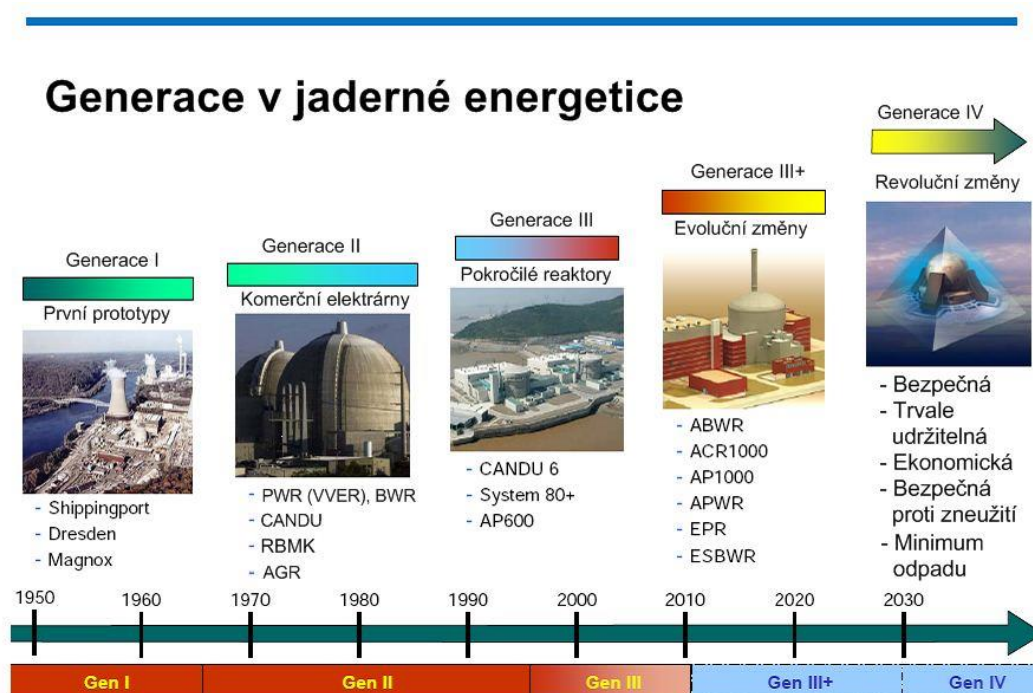 Generace v jaderné energetice
Generace I
První prototypy
- Shippingport
- Dresden
- Magnox
Generace II
Komerční elektrárny
- PWR (VVER), BWR
- CANDU
- RBMK
- AGR
Generace III
Pokročilé reaktory
- CANDU 6
- System 80+
- AP600
Generace III+
Evoluční změny
- ABWR
- ACR1000
- AP1000
- APWR
- EPR
- ESBWR
Generace IV
Revoluční změny
- Bezpečná
- Trvale
udržitelná
- Ekonomická
- Bezpečná
proti zneužití
- Minimum
odpadu
1950 1960 1970 1980 1990 2000 2010 2020 2030
Gen I Gen II Gen III Gen III+ Gen IV